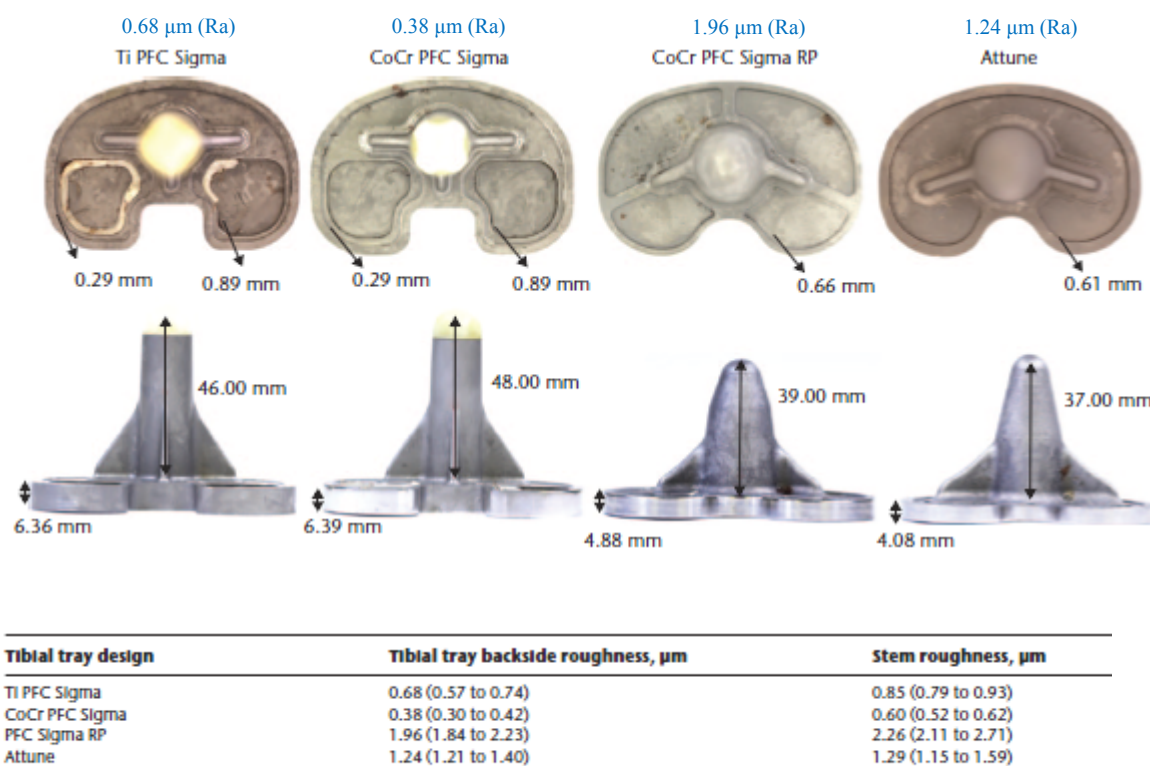 0.68 μm (Ra) 0.38 μm (Ra) 1.96 μm (Ra) 1.24 μm (Ra)
Ti PFC Sigma CoCr PFC Sigma CoCr PFC Sigma RP Attune
0.29 mm 0.89 mm 0.29 mm 0.89 mm 0.66 mm 0.61 mm
46.00 mm 48.00 mm 39.00 mm 37.00 mm
6.36 mm 6.39 mm 4.88 mm 4.08 mm
Tibial tray design Tibial tray backside roughness, μm Stem roughness, μm
Ti PFC Sigma 0.68 (0.57 to 0.74) 0.85 (0.79 to 0.93)
CoCr PFC Sigma 0.38 (0.30 to 0.42) 0.60 (0.52 to 0.62)
PFC Sigma RP 1.96 (1.84 to 2.23) 2.26 (2.11 to 2.71)
Attune 1.24 (1.21 to 1.40) 1.29 (1.15 to 1.59)